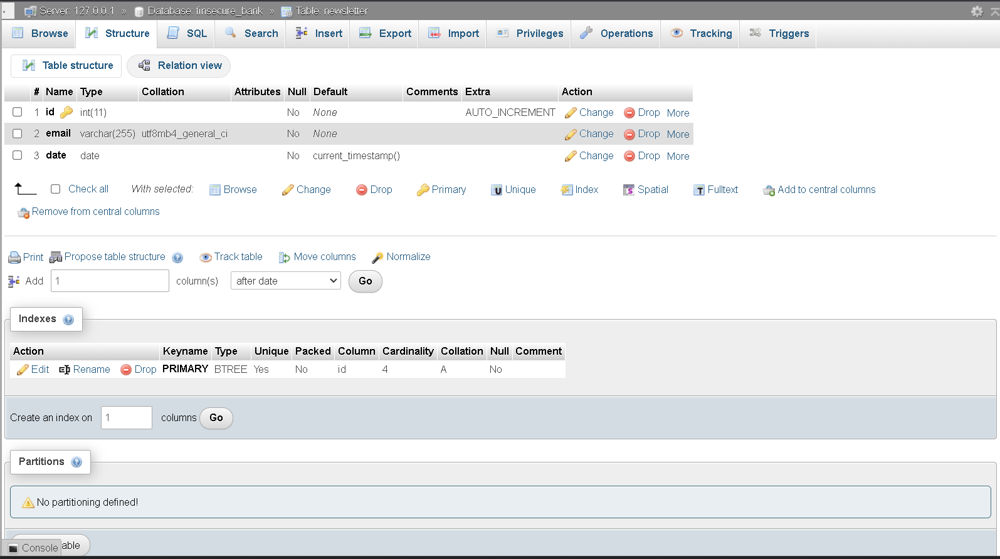 Server: 127.0.0.1 » Database: finsecure_bank » Table: newsletter
Browse Structure SQL Search Insert Export Import Privileges Operations Tracking Triggers
Table structure Relation view
# Name Type Collation Attributes Null Default Comments Extra Action
1 id int(11) No None AUTO_INCREMENT Change Drop More
2 email varchar(255) utf8mb4_general_ci No None Change Drop More
3 date date No current_timestamp() Change Drop More
Check all With selected: Browse Change Drop Primary Unique Index Spatial Fulltext Add to central columns
Remove from central columns
Print Propose table structure Track table Move columns Normalize
Add 1 column(s) after date Go
Indexes
Action Keyname Type Unique Packed Column Cardinality Collation Null Comment
Edit Rename Drop PRIMARY BTREE Yes No id 4 A No
Create an index on 1 columns Go
Partitions
No partitioning defined!
Console able